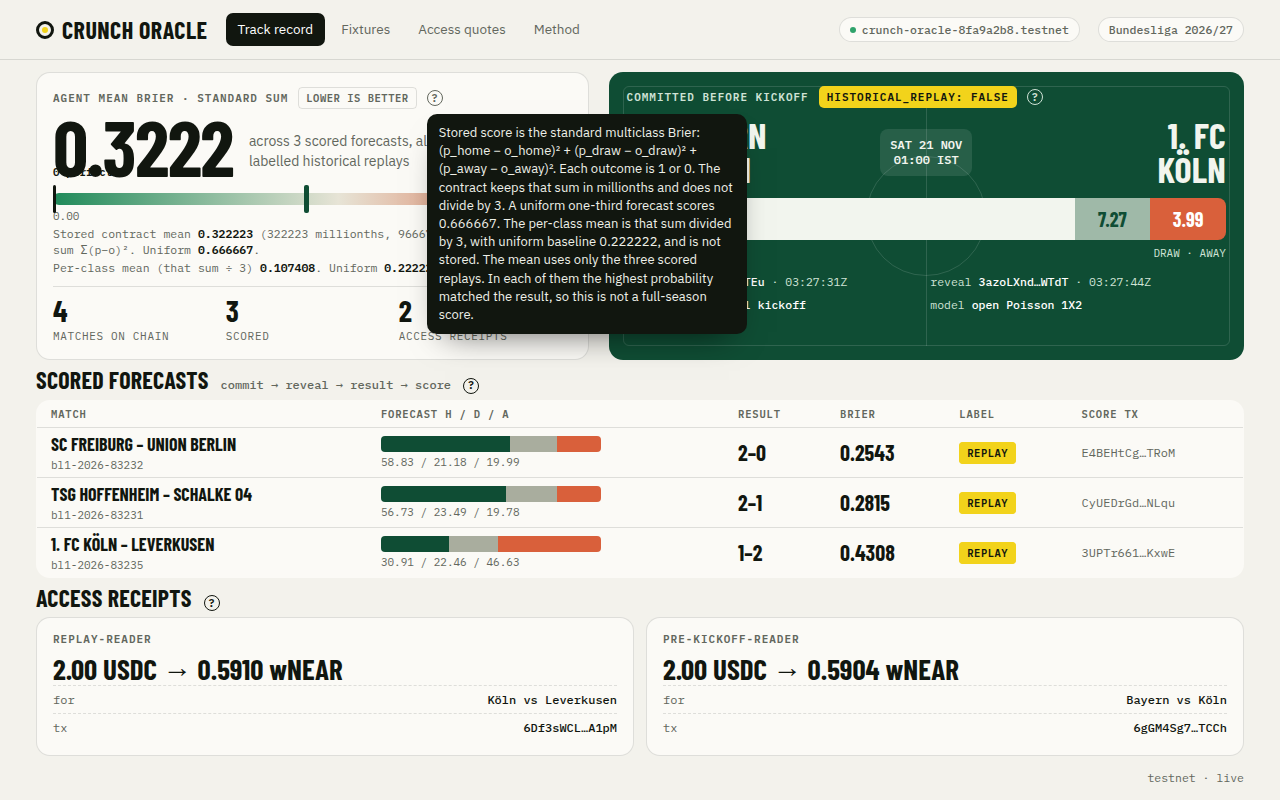 CRUNCH ORACLE
Track record
Fixtures
Access quotes
Method
crunch-oracle-8fa9a2b8.testnet
Bundesliga 2026/27
AGENT MEAN BRIER · STANDARD SUM
LOWER IS BETTER
?
0.3222
across 3 scored forecasts, al
labelled historical replays
0.00
Stored contract mean 0.322323 (322223 millionths, 9666
sum Σ(p−o)². Uniform 0.666667.
Per-class mean (that sum ÷ 3) 0.107408. Uniform 0.2222
4
MATCHES ON CHAIN
3
SCORED
2
ACCESS RECEIPTS
Stored score is the standard multiclass Brier:
(p_home − o_home)² + (p_draw − o_draw)² +
(p_away − o_away)². Each outcome is 1 or 0. The
contract keeps that sum in millionths and does not
divide by 3. A uniform one-third forecast scores
0.666667. The per-class mean is that sum divided
by 3, with uniform baseline 0.222222, and is not
stored. The mean uses only the three scored
replays. In each of them the highest probability
matched the result, so this is not a full-season
score.
COMMITTED BEFORE KICKOFF
HISTORICAL_REPLAY: FALSE
?
N
SAT 21 NOV
01:00 IST
1. FC
KÖLN
7.27
3.99
DRAW · AWAY
TEu · 03:27:31Z
reveal 3azoLXnd…WTdT · 03:27:44Z
l kickoff
model open Poisson 1X2
SCORED FORECASTS
commit → reveal → result → score
?
MATCH
FORECAST H / D / A
RESULT
BRIER
LABEL
SCORE TX
SC FREIBURG – UNION BERLIN
bl1-2026-83232
58.83 / 21.18 / 19.99
2–0
0.2543
REPLAY
E4BEHtCg…TRoM
TSG HOFFENHEIM – SCHALKE 04
bl1-2026-83231
56.73 / 23.49 / 19.78
2–1
0.2815
REPLAY
CyUEDrGd…NLqu
1. FC KÖLN – LEVERKUSEN
bl1-2026-83235
30.91 / 22.46 / 46.63
1–2
0.4308
REPLAY
3UPTr661…KxwE
ACCESS RECEIPTS
?
REPLAY-READER
2.00 USDC → 0.5910 wNEAR
for
Köln vs Leverkusen
tx
6Df3sWCL…A1pM
PRE-KICKOFF-READER
2.00 USDC → 0.5904 wNEAR
for
Bayern vs Köln
tx
6gGM4Sg7…TCCh
testnet · live